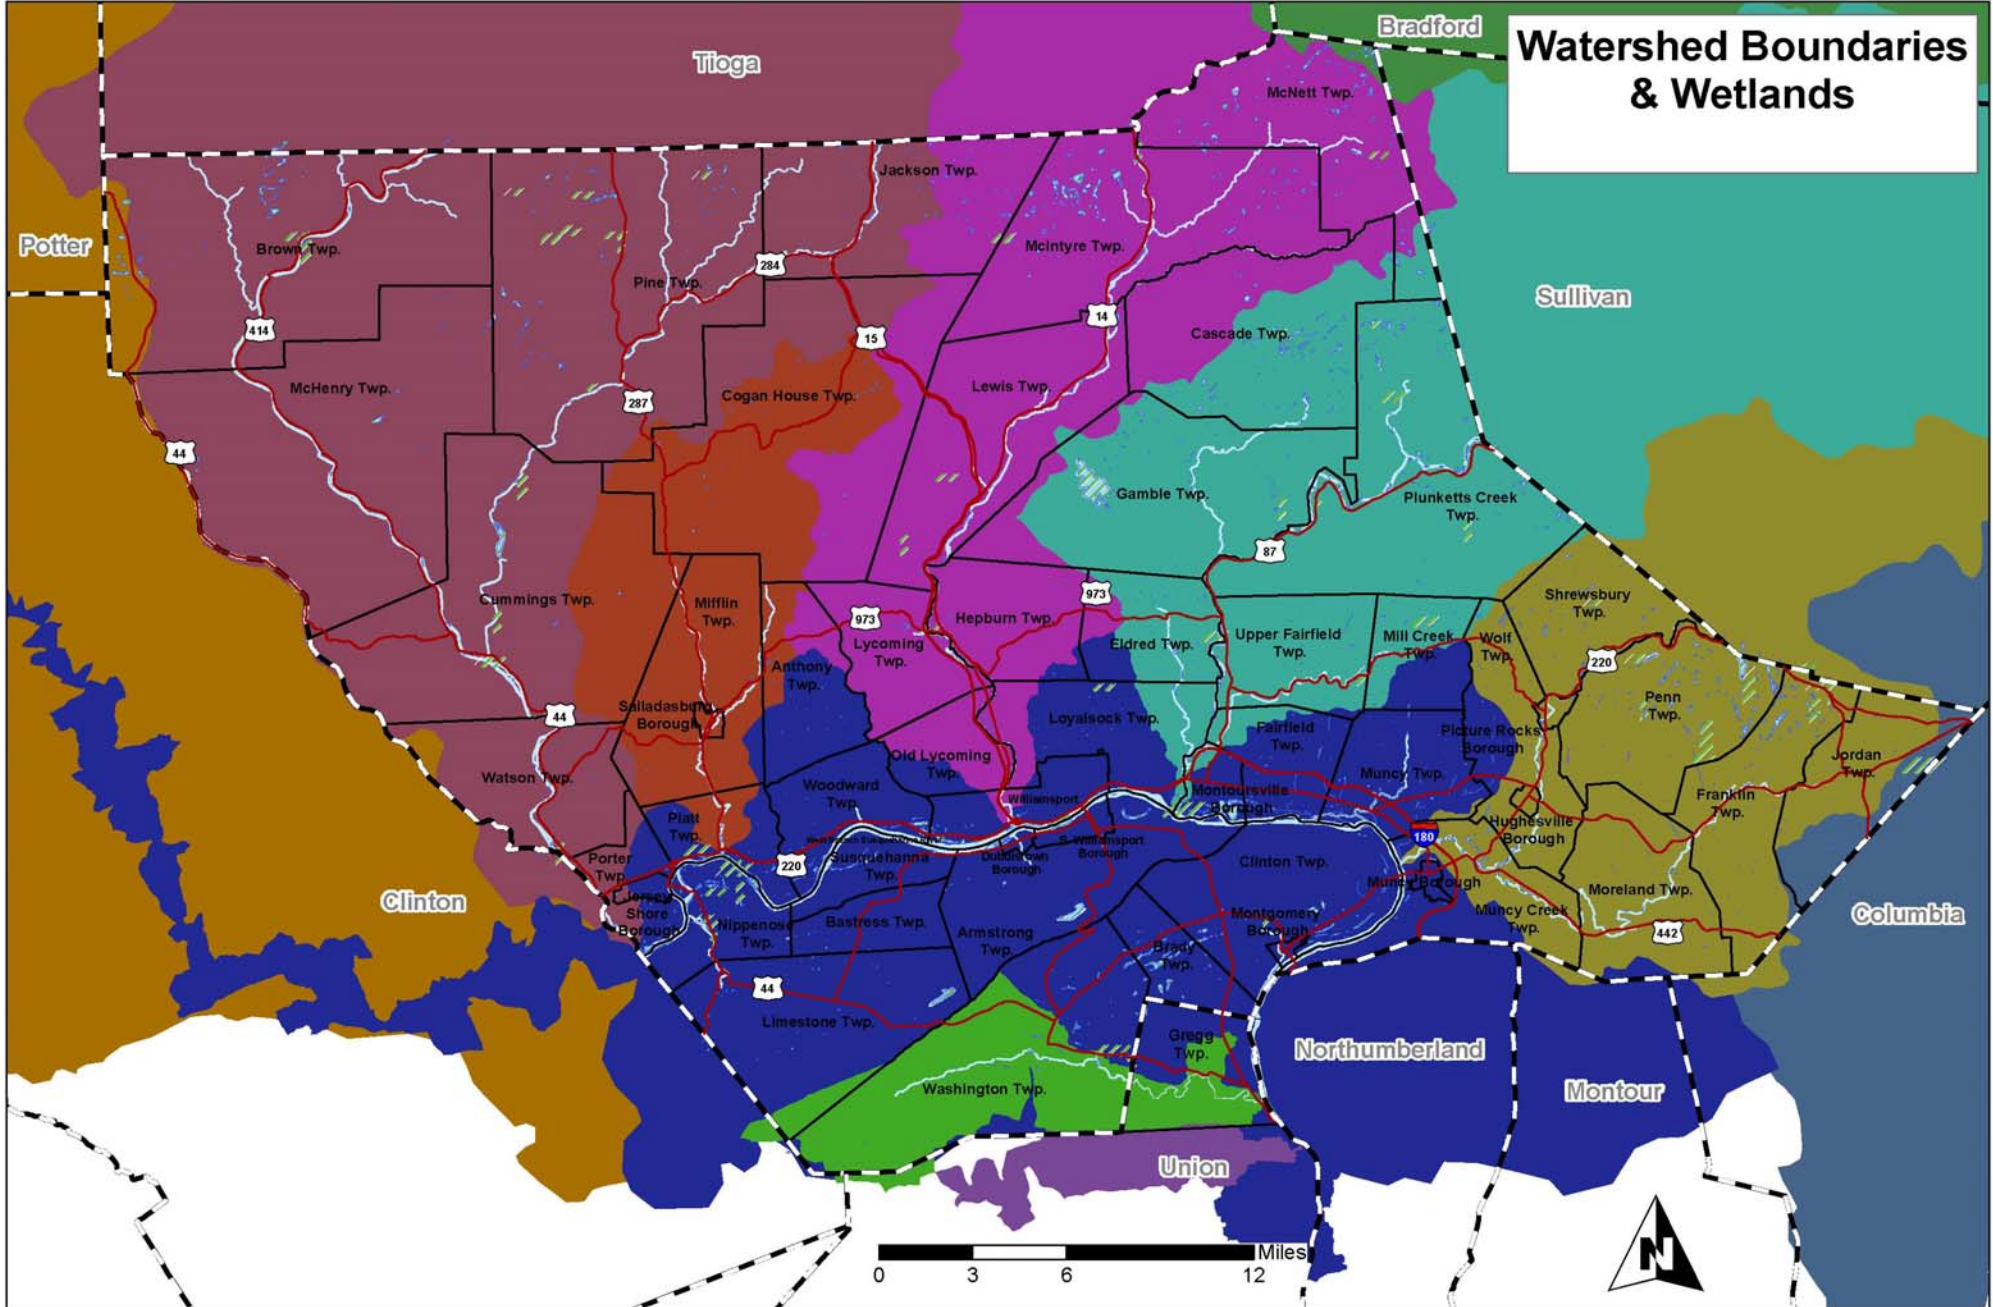 Bradford
Watershed Boundaries
& Wetlands
Tioga
McNett Twp.
Jackson Twp.
Potter
Brown Twp.
McIntyre Twp.
284
Pine Twp.
Sullivan
414
14
15
Cascade Twp.
McHenry Twp.
Lewis Twp.
287
Cogan House Twp.
44
Gamble Twp.
Plunketts Creek
Twp.
87
Cummings Twp.
Mifflin
Twp.
973
973
Hepburn Twp.
Shrewsbury
Twp.
Lycoming
Twp.
Eldred Twp.
Upper Fairfield
Twp.
Mill Creek
Twp.
Wolf
Twp.
220
Anthony
Twp.
Salladasburg
Borough
44
Loyalsock Twp.
Penn
Twp.
Fairfield
Twp.
Picture Rocks
Borough
Old Lycoming
Twp.
Jordan
Twp.
Watson Twp.
Woodward
Twp.
Muncy Twp.
Williamsport
Montoursville
Borough
Franklin
Twp.
Platt
Twp.
180
Hughesville
Borough
S. Williamsport
Borough
Duboistown
Borough
Porter
Twp.
220
Susquehanna
Twp.
Clinton Twp.
Muncy Borough
Moreland Twp.
Clinton
Jersey
Shore
Borough
Nippenose
Twp.
Bastress Twp.
Armstrong
Twp.
Montgomery
Borough
Muncy Creek
Twp.
442
Columbia
Brady
Twp.
44
Limestone Twp.
Gregg
Twp.
Northumberland
Washington Twp.
Montour
Union
Miles
0 3 6 12
N